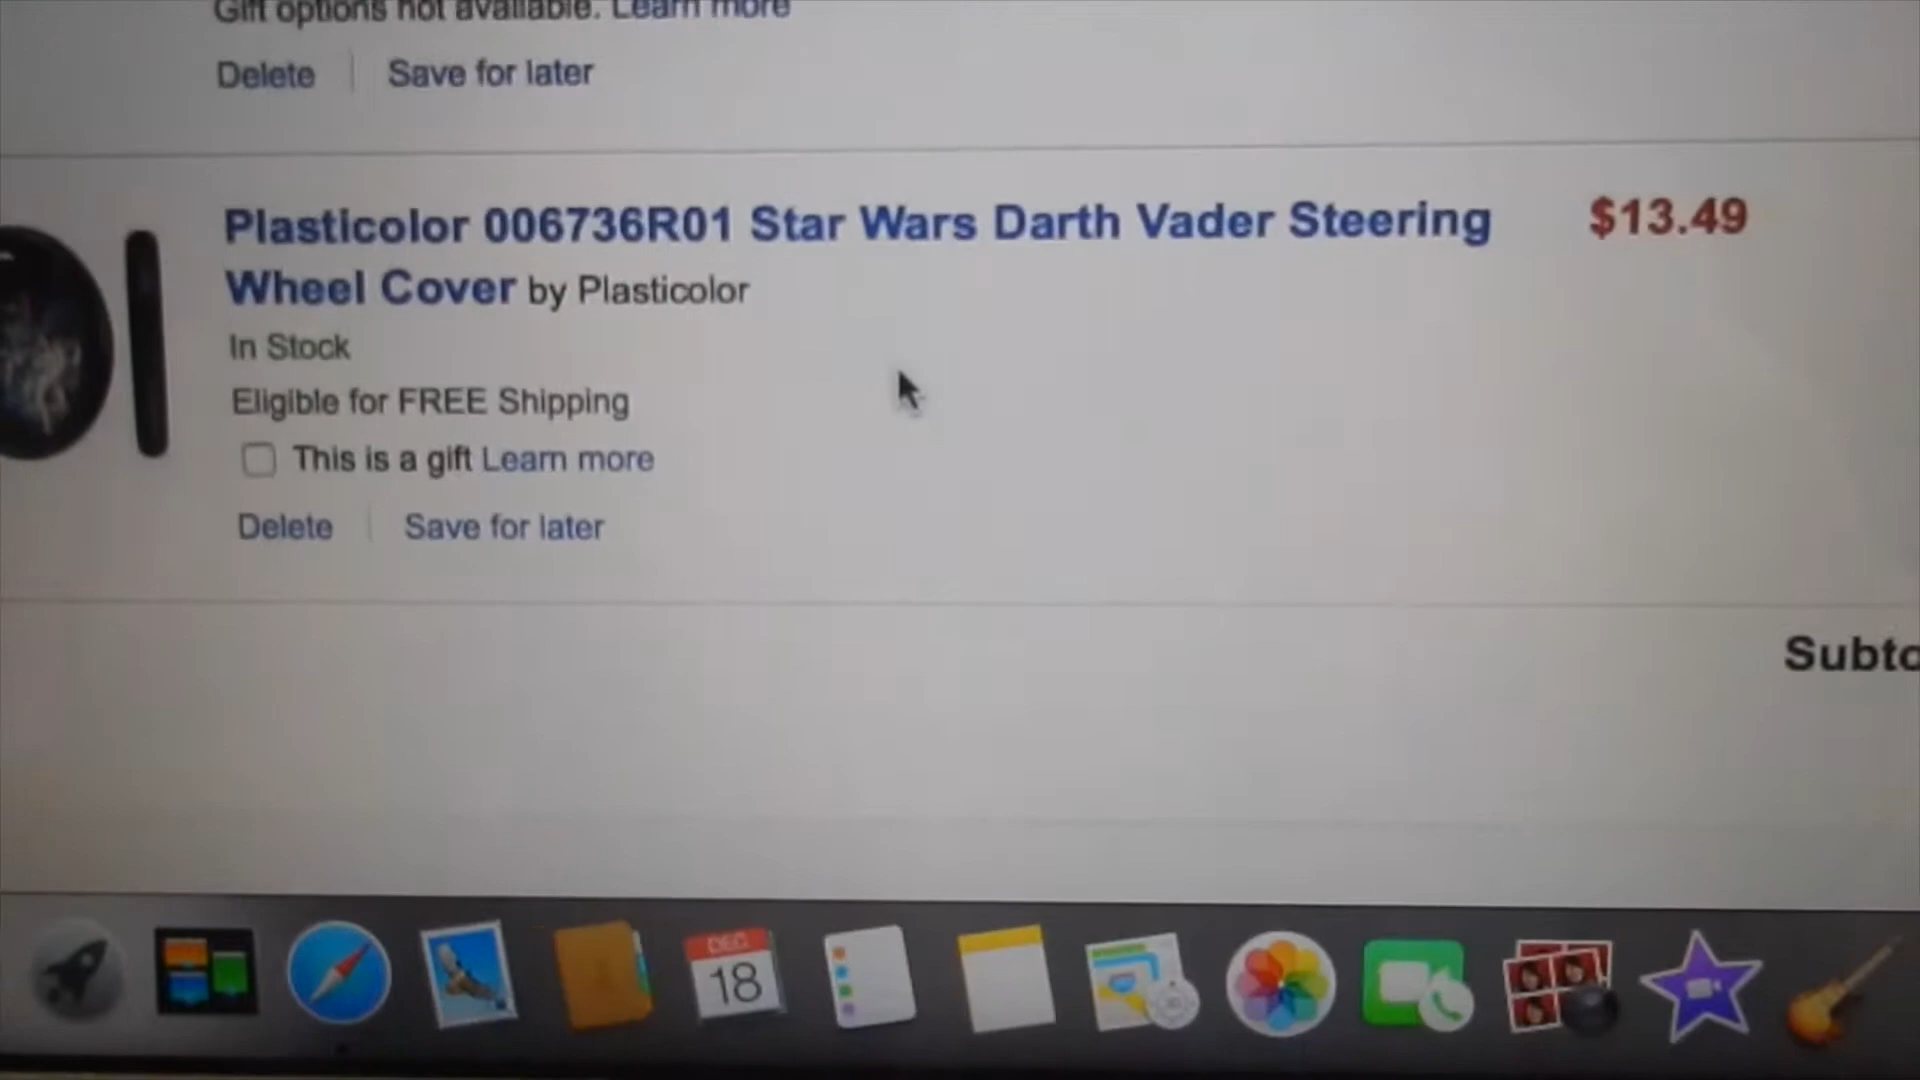 Gift options not available. Learn more
Delete | Save for later
Plasticolor 006736R01 Star Wars Darth Vader Steering $13.49
Wheel Cover by Plasticolor
In Stock
Eligible for FREE Shipping
This is a gift Learn more
Delete | Save for later
Subto
DEC
18